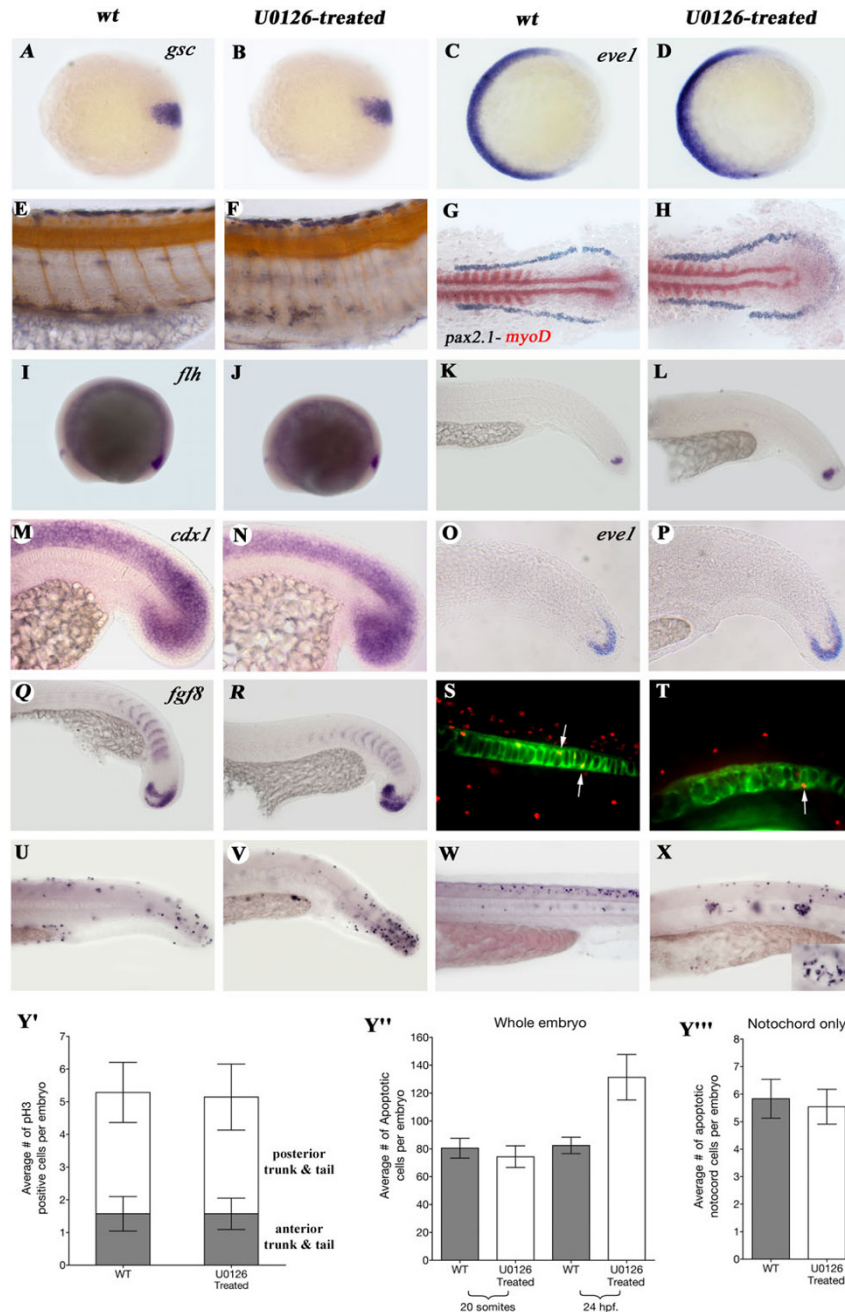 wt
U0126-treated
wt
U0126-treated
A
gsc
B
C
eve1
D
E
F
G
pax2.1- myoD
H
I
flh
J
K
L
M
cdx1
N
O
eve1
P
Q
fgf8
R
S
T
U
V
W
X
Y'
Average # of pH3
positive cells per embryo
7
6
5
4
3
2
1
0
WT
U0126
Treated
posterior
trunk & tail
anterior
trunk & tail
Y''
Whole embryo
Average # of Apoptotic
cells per embryo
160
140
120
100
80
60
40
20
0
WT
U0126
Treated
WT
U0126
Treated
20 somites
24 hpf.
Y'''
Notochord only
Average # of apoptotic
notocord cells per embryo
8
7
6
5
4
3
2
1
0
WT
U0126
Treated